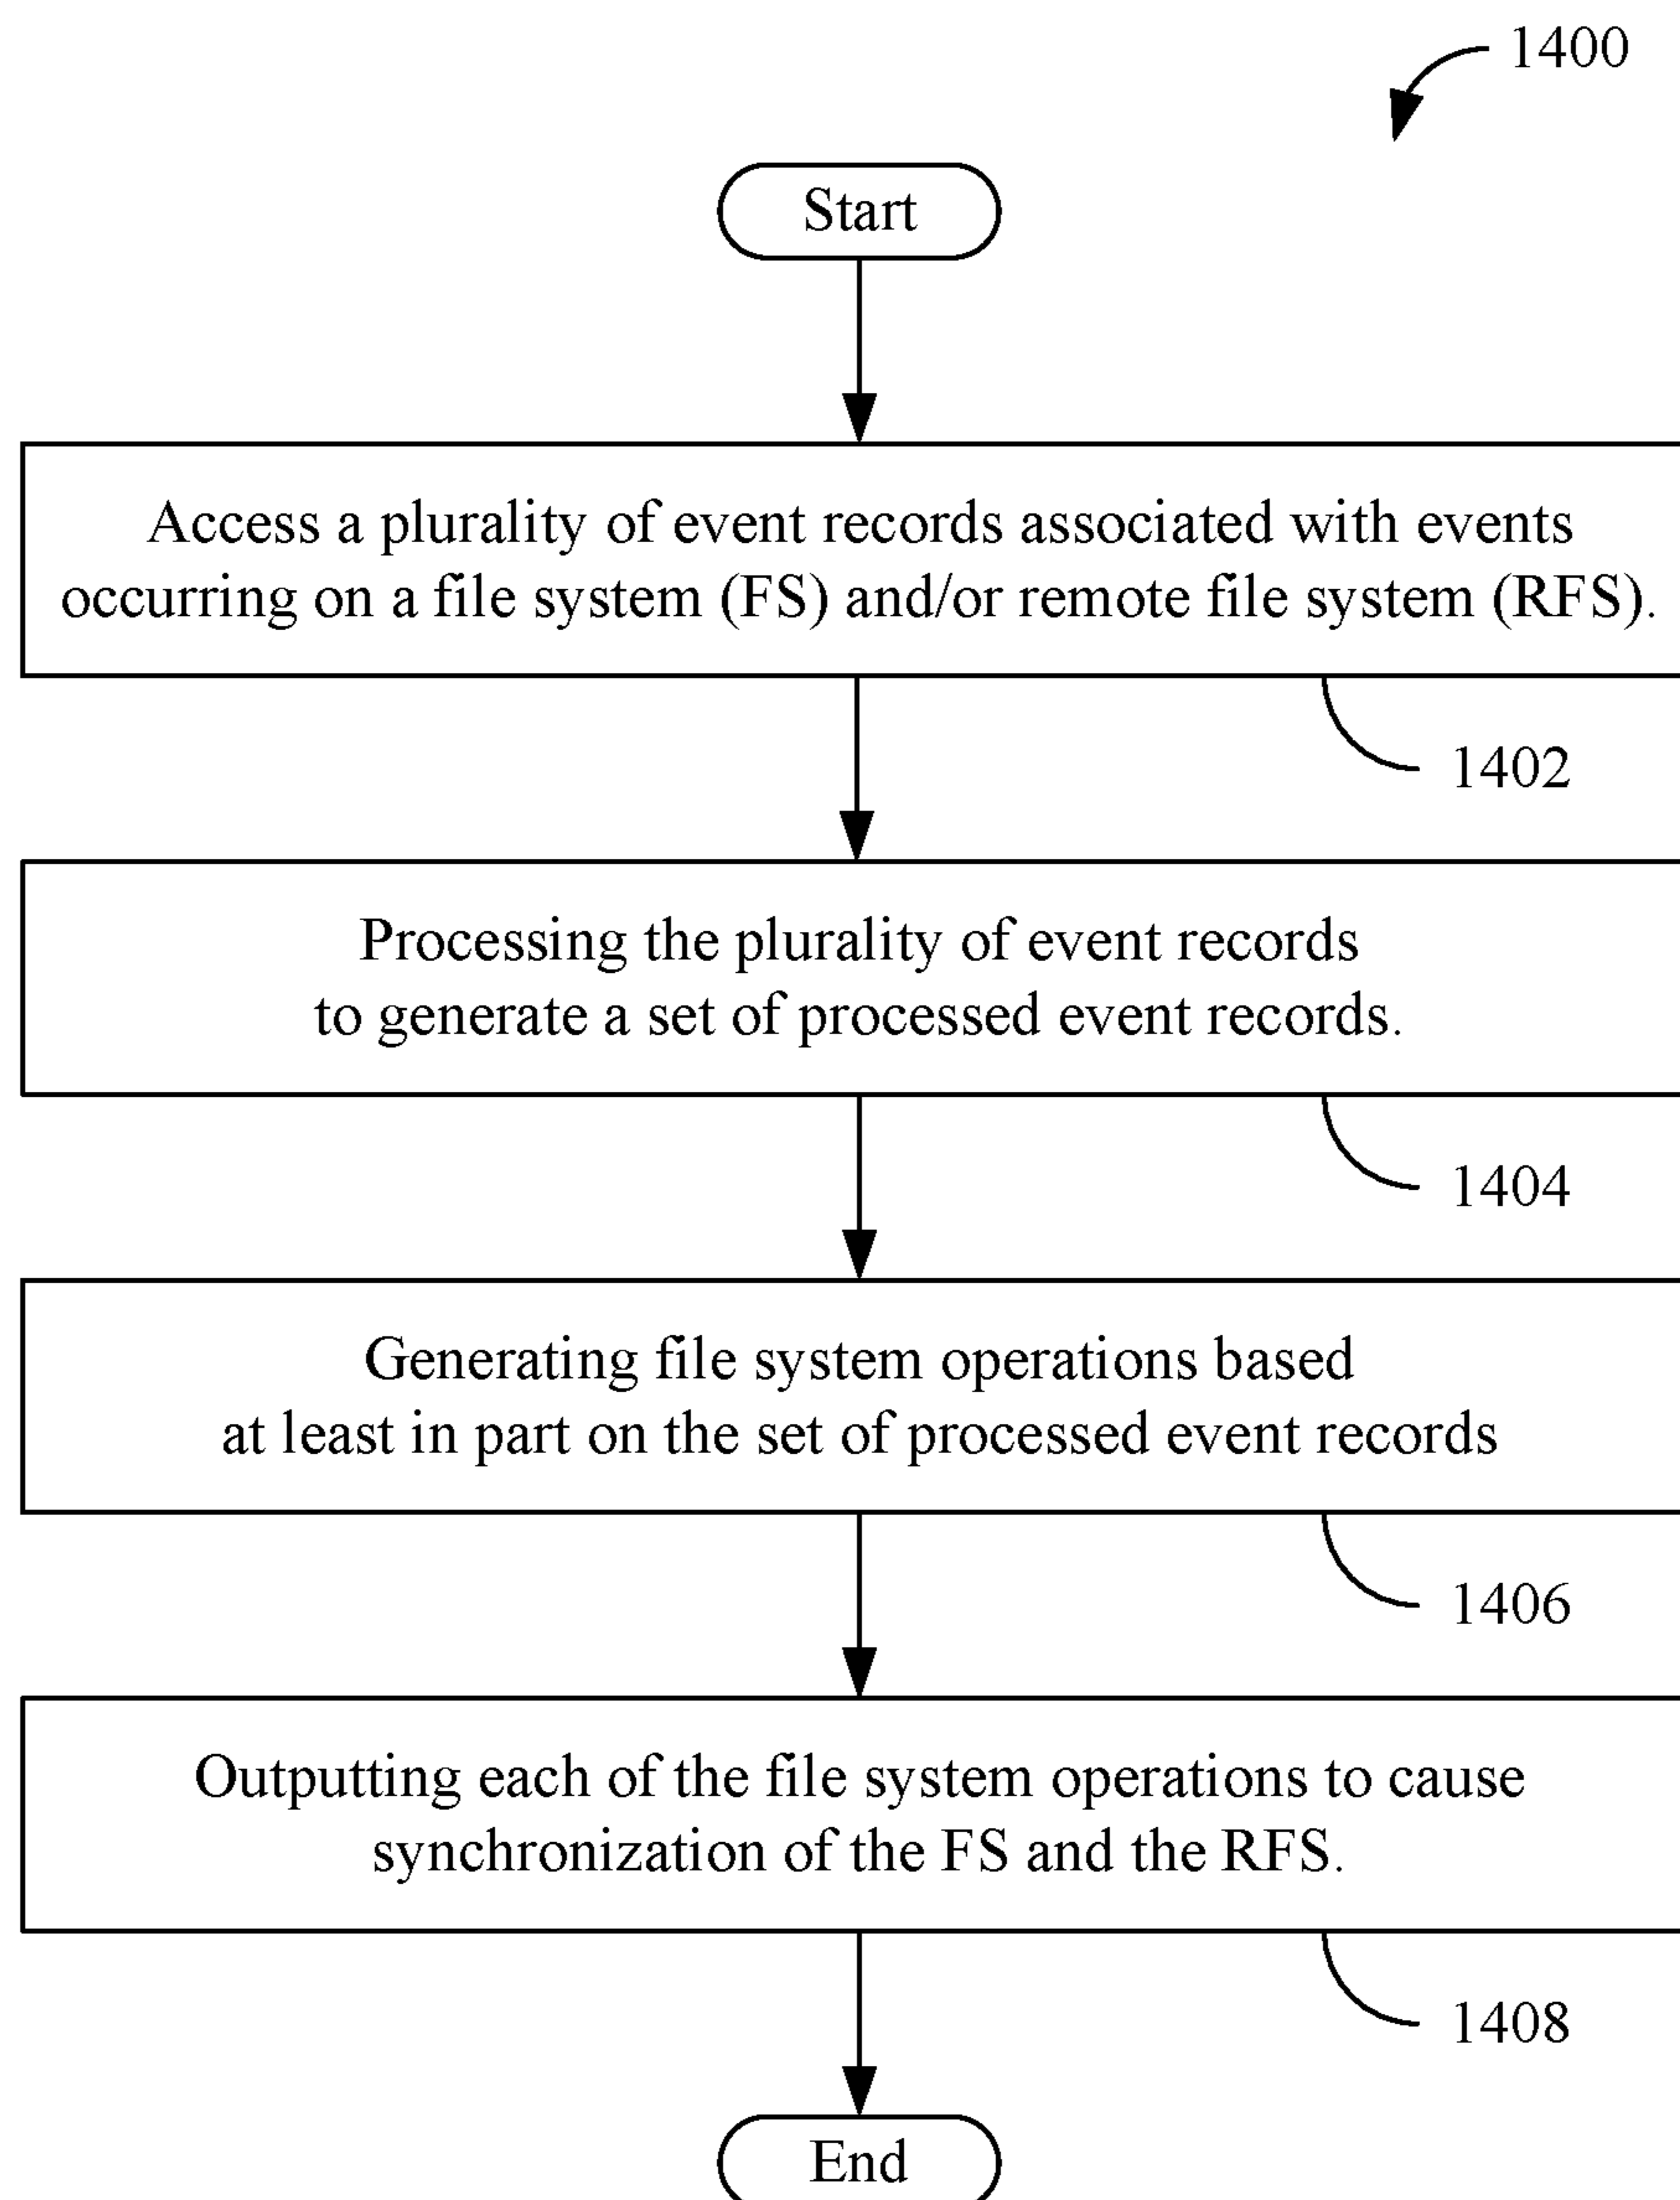 1400
Start
Access a plurality of event records associated with events
occurring on a file system (FS) and/or remote file system (RFS).
1402
Processing the plurality of event records
to generate a set of processed event records.
1404
Generating file system operations based
at least in part on the set of processed event records
1406
Outputting each of the file system operations to cause
synchronization of the FS and the RFS.
1408
End